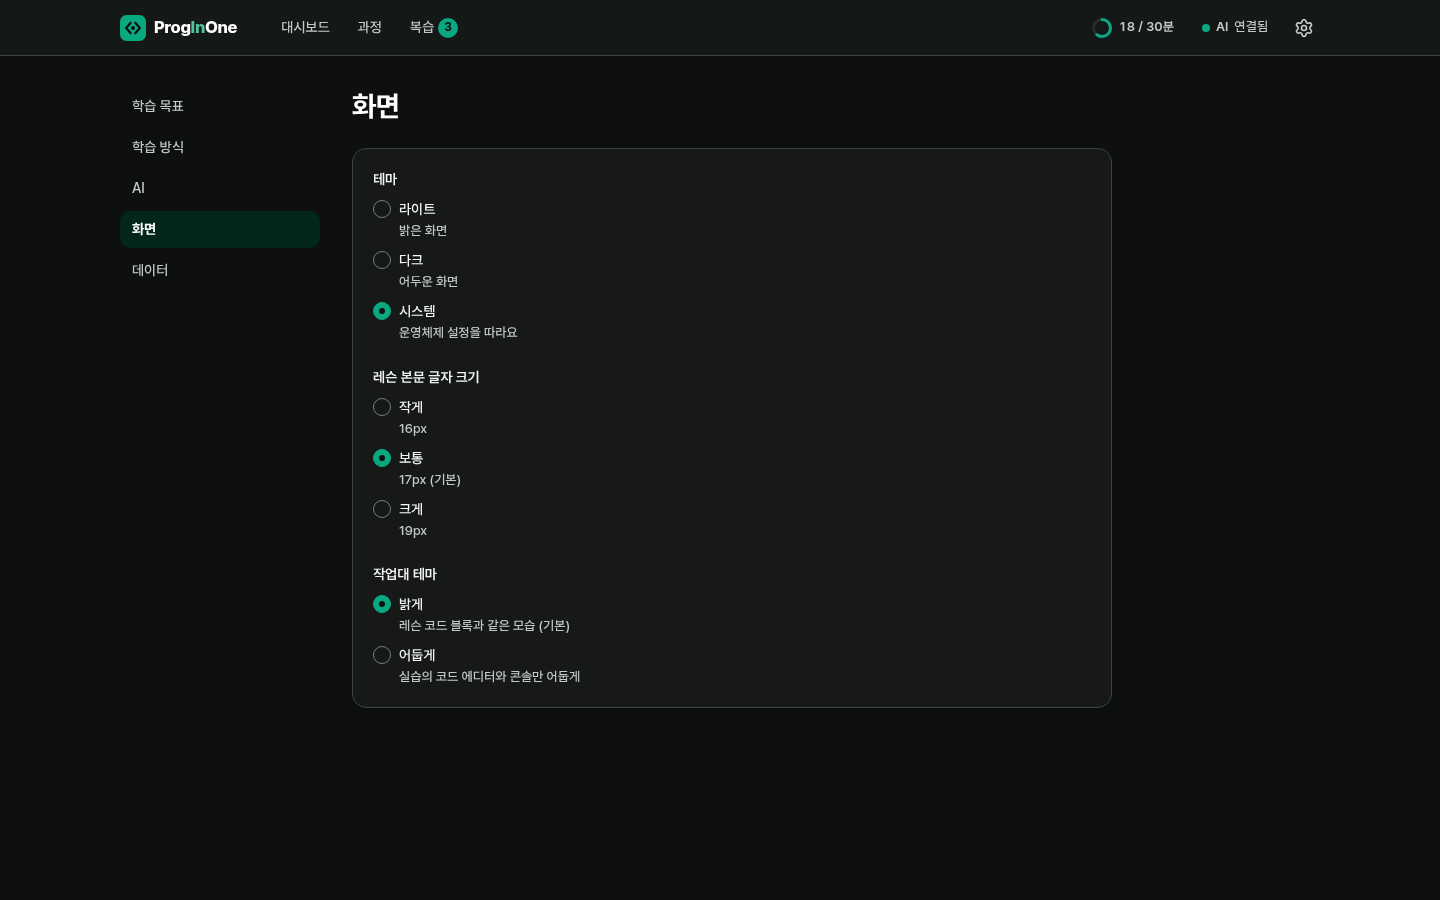 ProgInOne
대시보드
과정
복습 3
18 / 30분
AI 연결됨
학습 목표
학습 방식
AI
화면
데이터
화면
테마
라이트
밝은 화면
다크
어두운 화면
시스템
운영체제 설정을 따라요
레슨 본문 글자 크기
작게
16px
보통
17px (기본)
크게
19px
작업대 테마
밝게
레슨 코드 블록과 같은 모습 (기본)
어둡게
실습의 코드 에디터와 콘솔만 어둡게